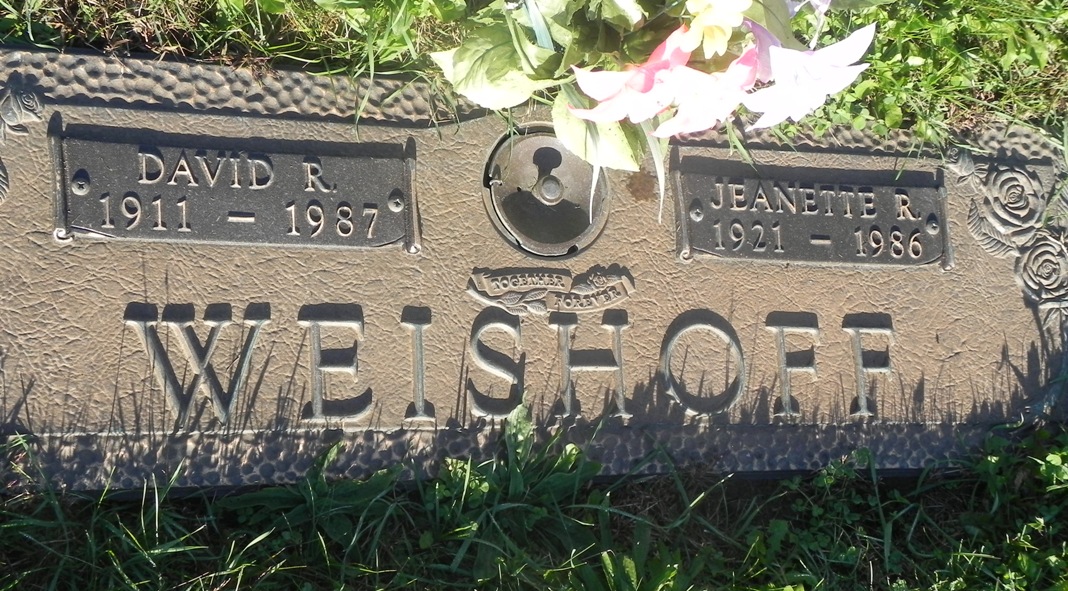 DAVID R.
1911 – 1987
JEANETTE R.
1921 – 1986
TOGETHER
FOREVER
WEISHOFF